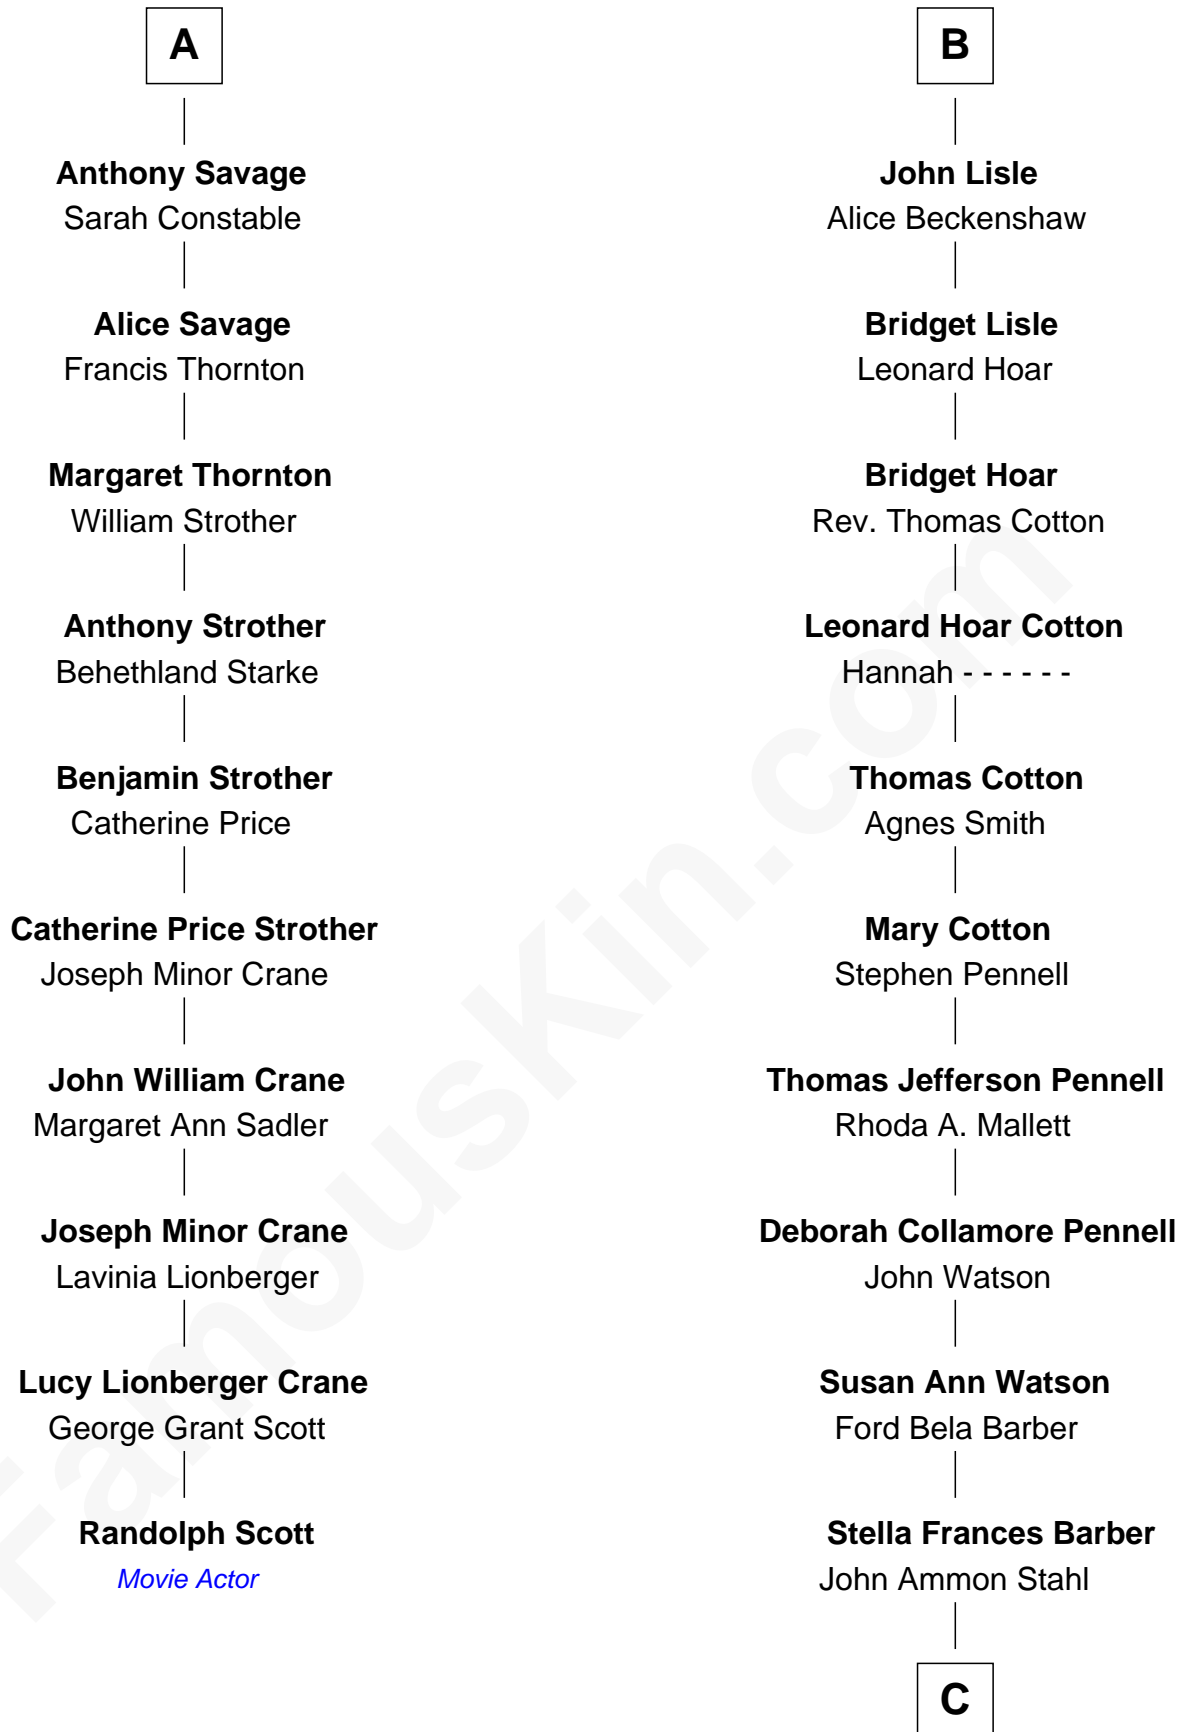 A
Anthony Savage
Sarah Constable
Alice Savage
Francis Thornton
Margaret Thornton
William Strother
Anthony Strother
Behethland Starke
Benjamin Strother
Catherine Price
Catherine Price Strother
Joseph Minor Crane
John William Crane
Margaret Ann Sadler
Joseph Minor Crane
Lavinia Lionberger
Lucy Lionberger Crane
George Grant Scott
Randolph Scott
Movie Actor
B
John Lisle
Alice Beckenshaw
Bridget Lisle
Leonard Hoar
Bridget Hoar
Rev. Thomas Cotton
Leonard Hoar Cotton
Hannah - - - - - -
Thomas Cotton
Agnes Smith
Mary Cotton
Stephen Pennell
Thomas Jefferson Pennell
Rhoda A. Mallett
Deborah Collamore Pennell
John Watson
Susan Ann Watson
Ford Bela Barber
Stella Frances Barber
John Ammon Stahl
C
FamousKin.com